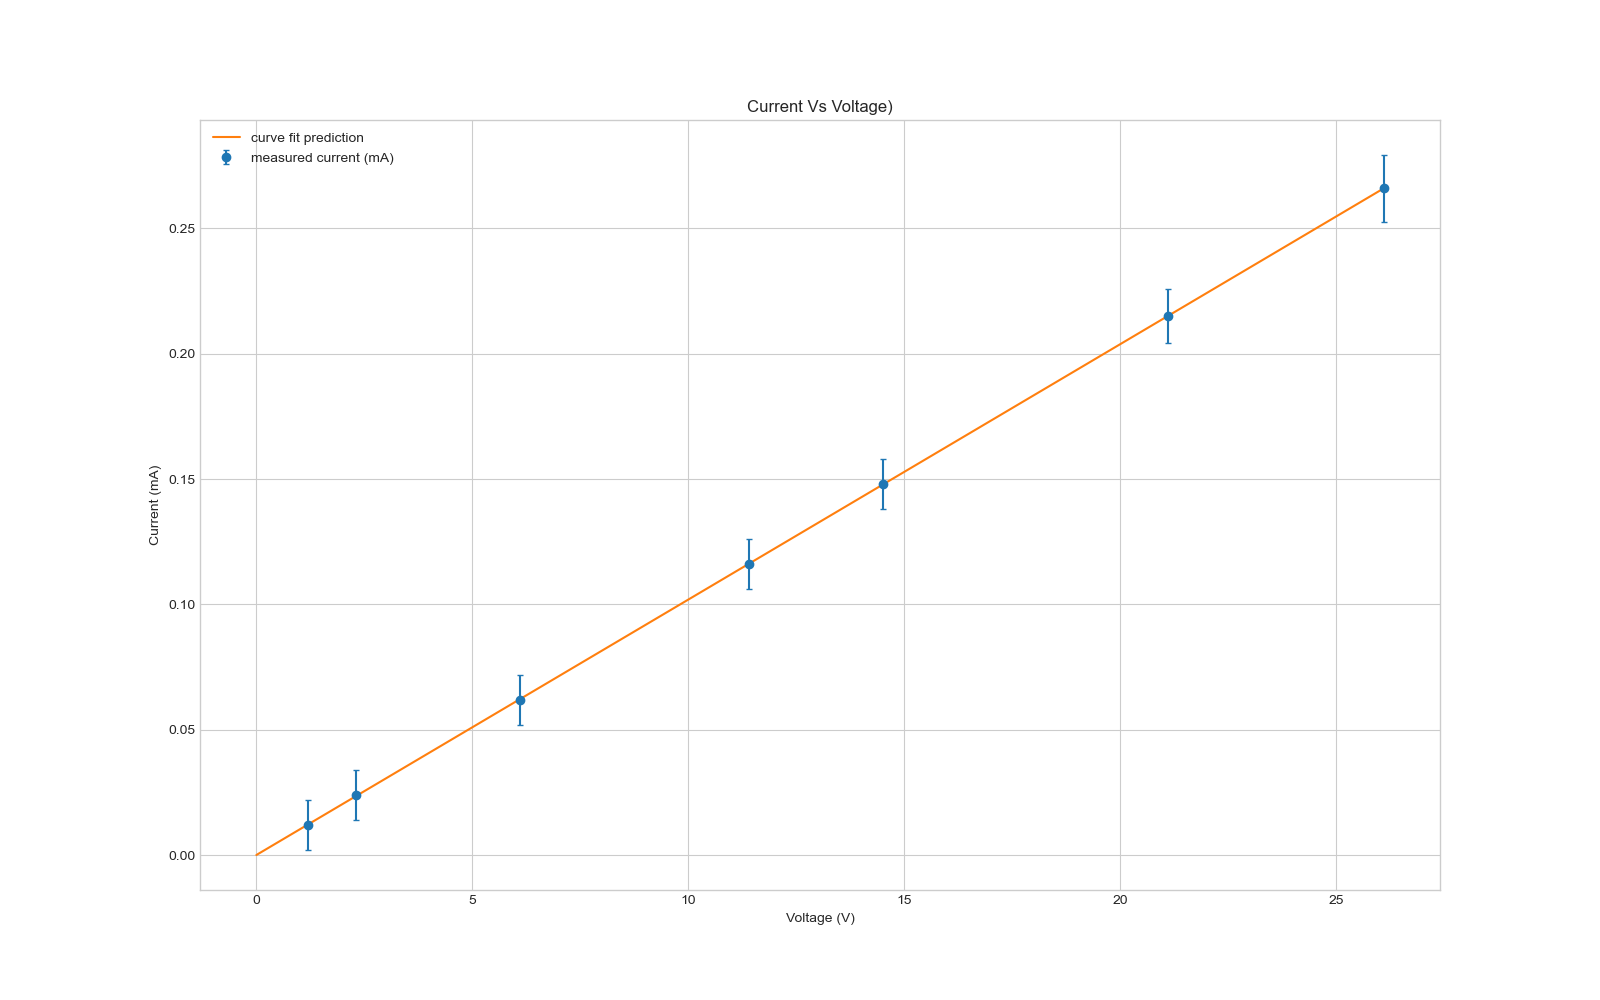 Current Vs Voltage)
curve fit prediction
measured current (mA)
0.25
0.20
0.15
0.10
0.05
0.00
Current (mA)
0 5 10 15 20 25
Voltage (V)